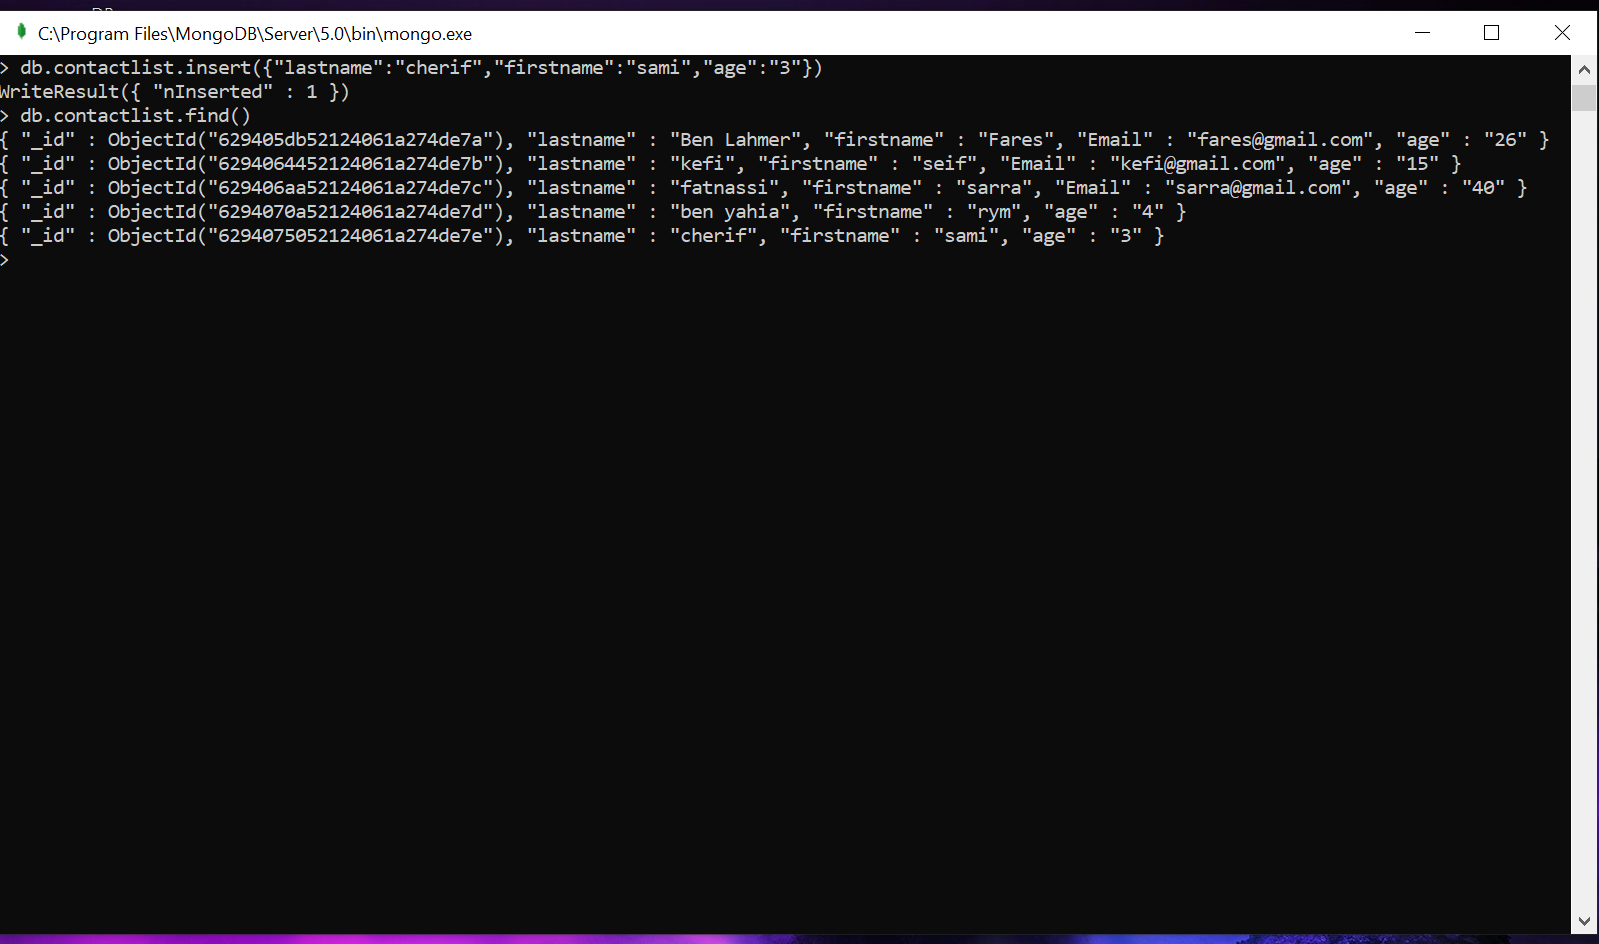 C:\Program Files\MongoDB\Server\5.0\bin\mongo.exe
> db.contactlist.insert({"lastname":"cherif","firstname":"sami","age":"3"})
WriteResult({ "nInserted" : 1 })
> db.contactlist.find()
{ "_id" : ObjectId("629405db52124061a274de7a"), "lastname" : "Ben Lahmer", "firstname" : "Fares", "Email" : "fares@gmail.com", "age" : "26" }
{ "_id" : ObjectId("6294064452124061a274de7b"), "lastname" : "kefi", "firstname" : "seif", "Email" : "kefi@gmail.com", "age" : "15" }
{ "_id" : ObjectId("629406aa52124061a274de7c"), "lastname" : "fatnassi", "firstname" : "sarra", "Email" : "sarra@gmail.com", "age" : "40" }
{ "_id" : ObjectId("6294070a52124061a274de7d"), "lastname" : "ben yahia", "firstname" : "rym", "age" : "4" }
{ "_id" : ObjectId("6294075052124061a274de7e"), "lastname" : "cherif", "firstname" : "sami", "age" : "3" }
>